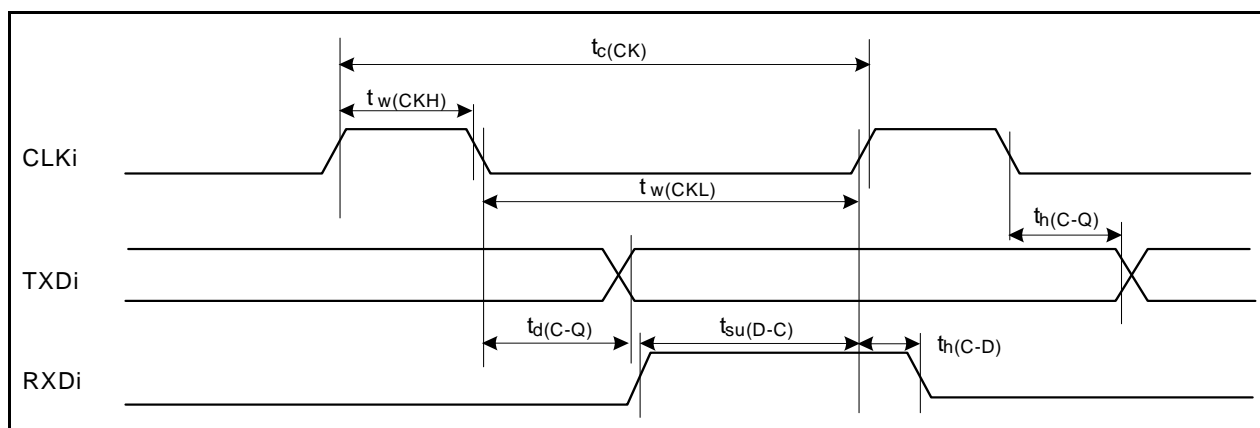 tc(CK)
tw(CKH)
CLKi
tw(CKL)
th(C-Q)
TXDi
td(C-Q)
tsu(D-C)
th(C-D)
RXDi